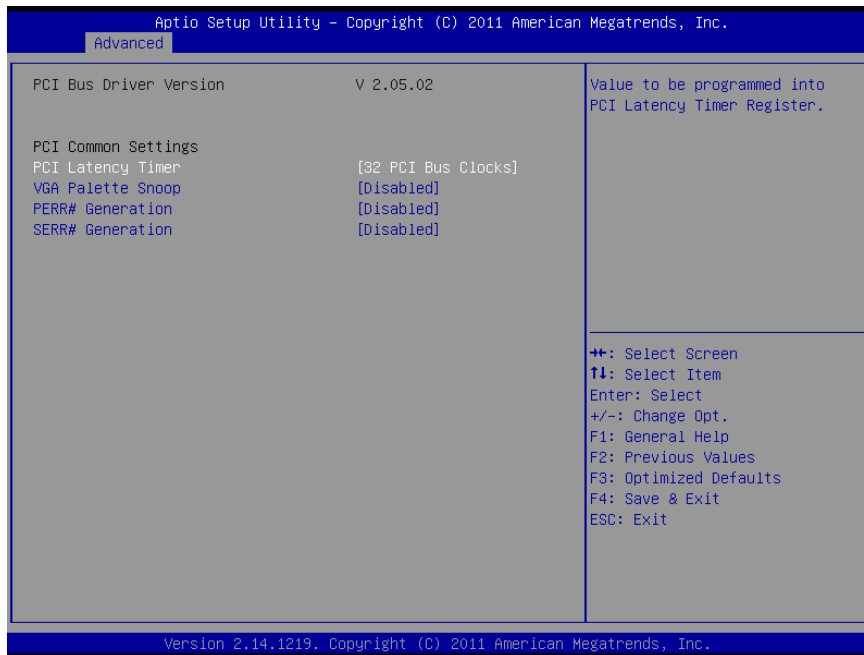 Aptio Setup Utility – Copyright (C) 2011 American Megatrends, Inc.
Advanced
PCI Bus Driver Version V 2.05.02
PCI Common Settings
PCI Latency Timer [32 PCI Bus Clocks]
VGA Palette Snoop [Disabled]
PERR# Generation [Disabled]
SERR# Generation [Disabled]
Value to be programmed into
PCI Latency Timer Register.
→←: Select Screen
↑↓: Select Item
Enter: Select
+/-: Change Opt.
F1: General Help
F2: Previous Values
F3: Optimized Defaults
F4: Save & Exit
ESC: Exit
Version 2.14.1219. Copyright (C) 2011 American Megatrends, Inc.